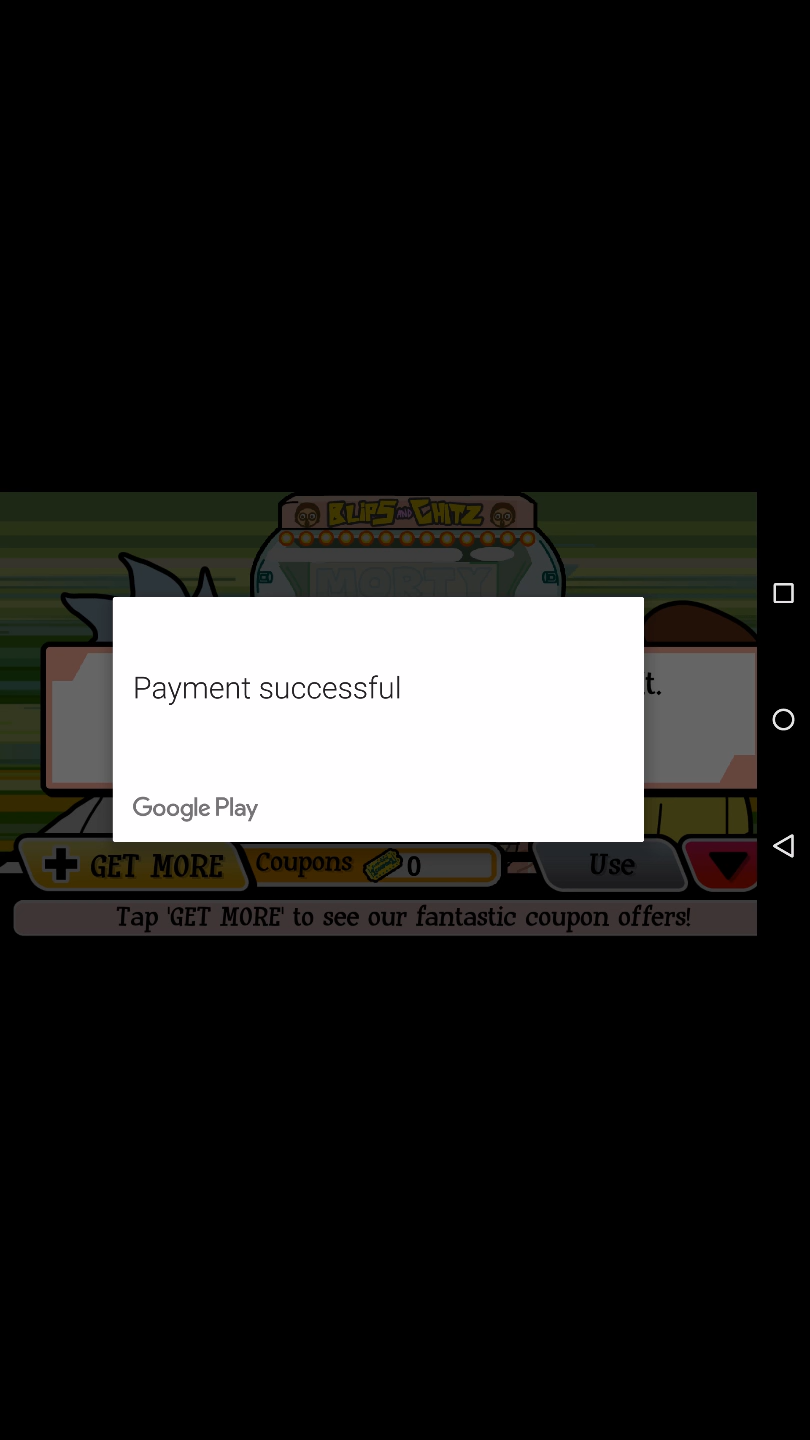 BLIPS AND CHITZ
MORTY
t.
Payment successful
Google Play
GET MORE
Coupons
0
Use
Tap 'GET MORE' to see our fantastic coupon offers!